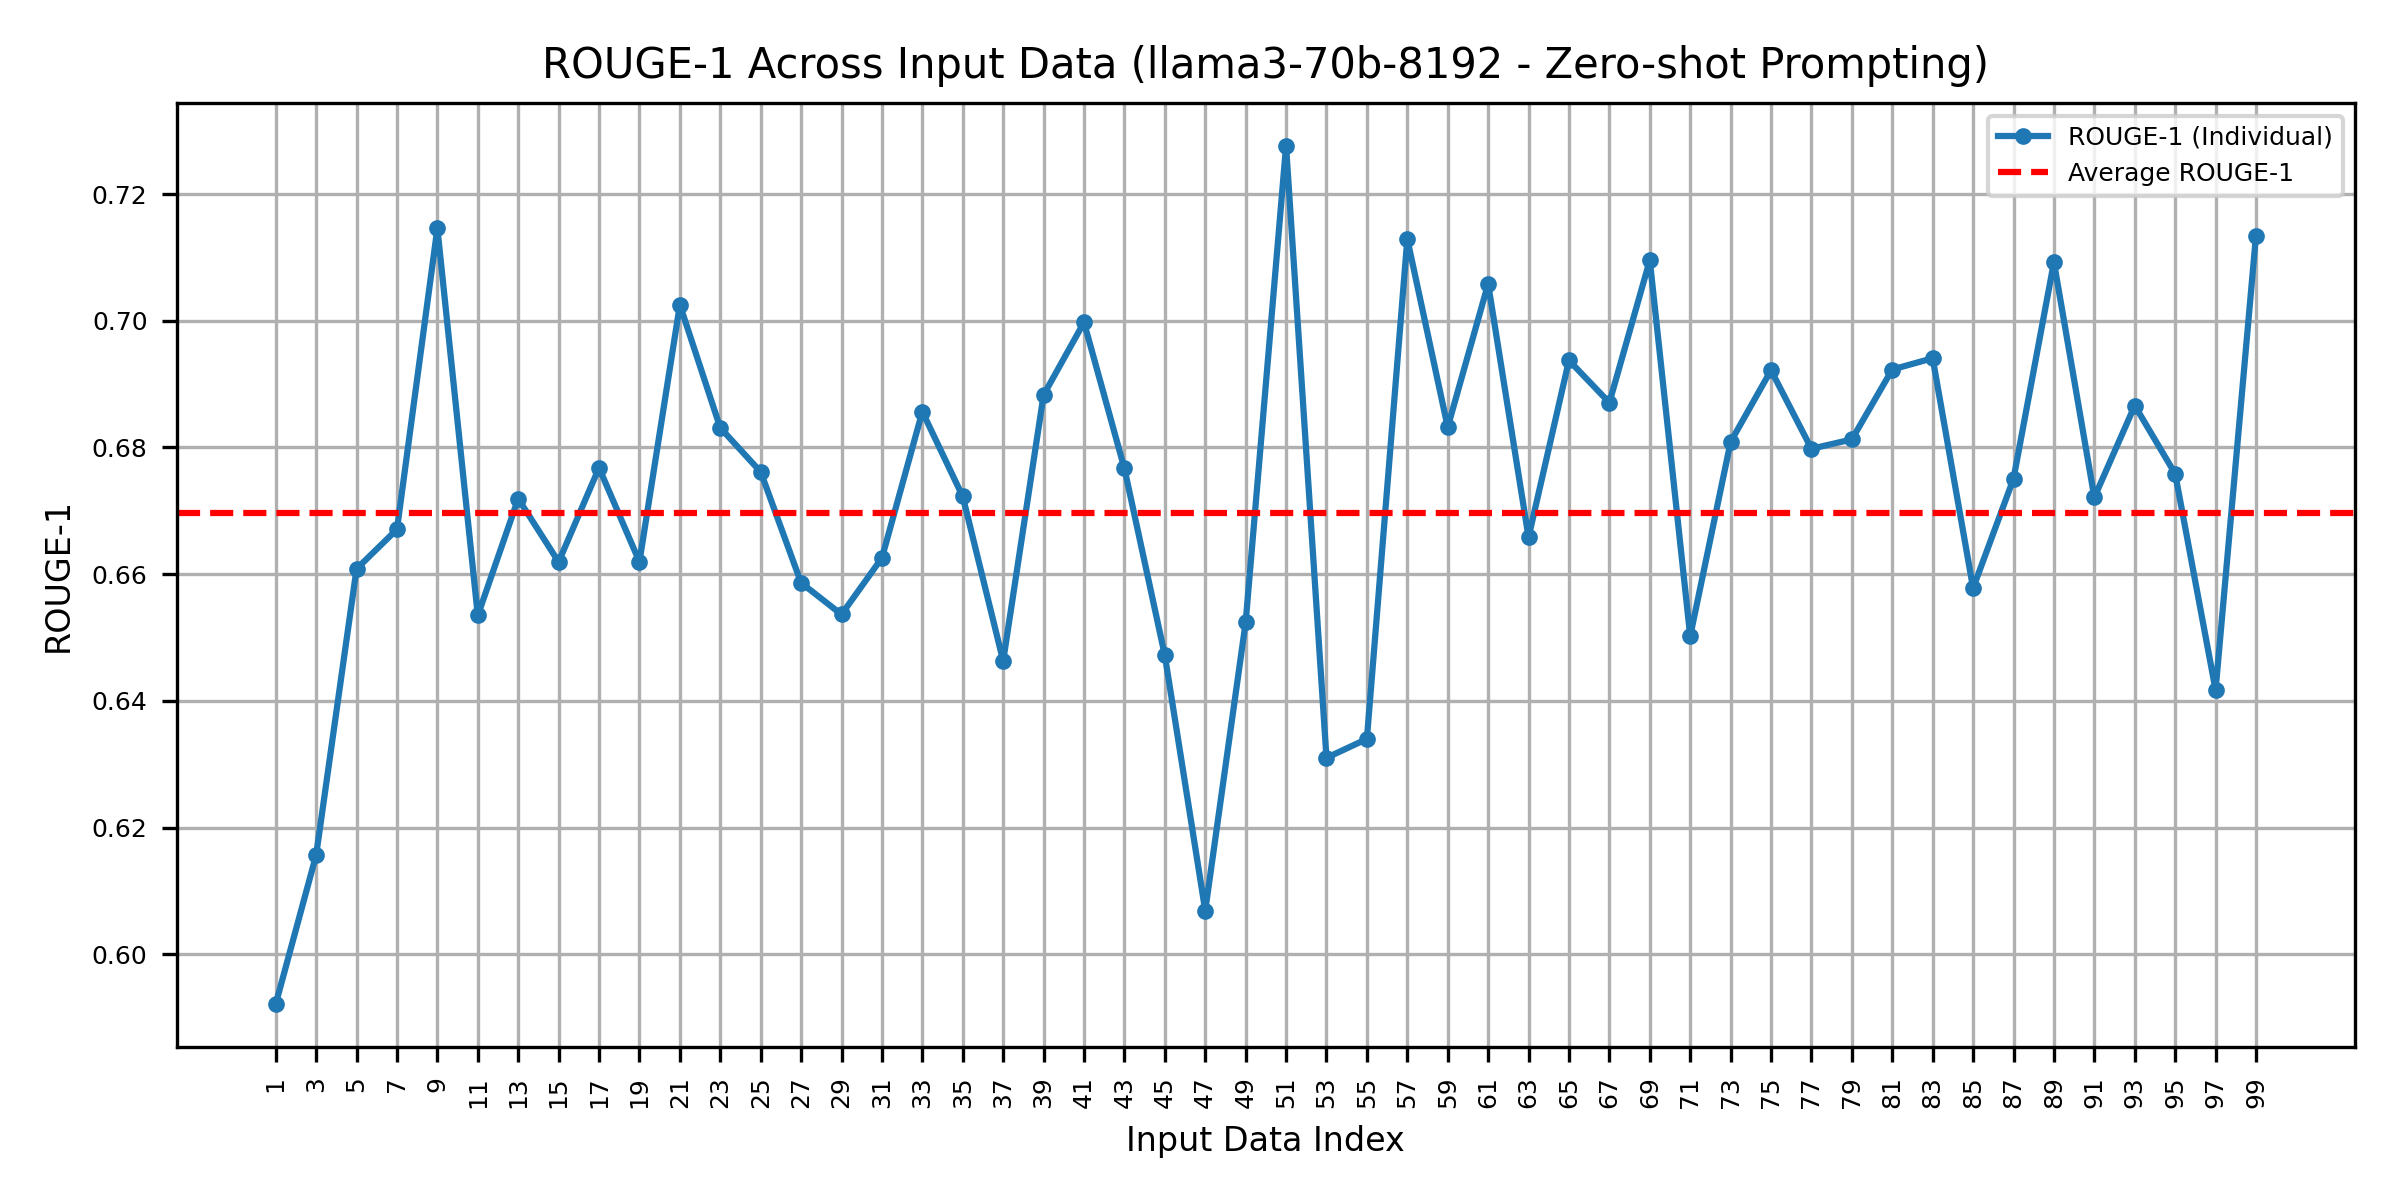 ROUGE-1 Across Input Data (llama3-70b-8192 - Zero-shot Prompting)
ROUGE-1 (Individual)
Average ROUGE-1
0.72
0.70
0.68
0.66
0.64
0.62
0.60
ROUGE-1
1 3 5 7 9 11 13 15 17 19 21 23 25 27 29 31 33 35 37 39 41 43 45 47 49 51 53 55 57 59 61 63 65 67 69 71 73 75 77 79 81 83 85 87 89 91 93 95 97 99
Input Data Index